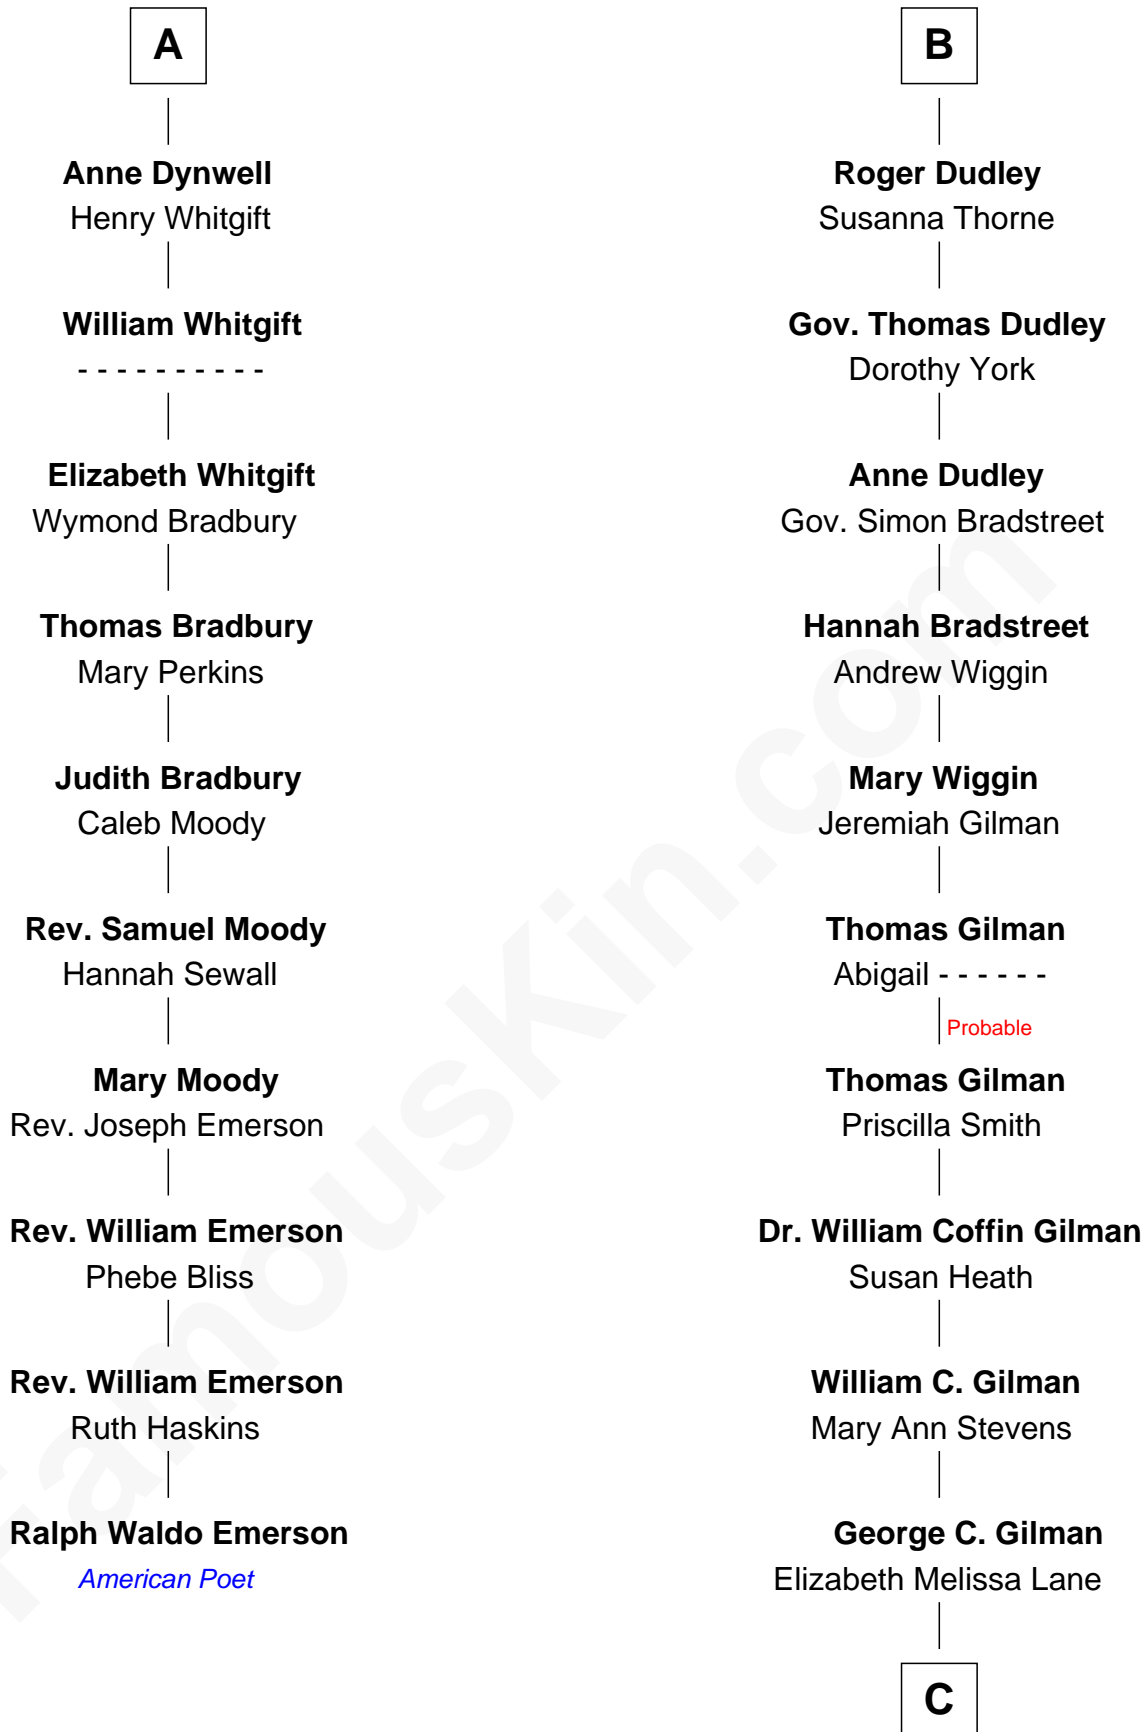 A
Anne Dynwell
Henry Whitgift
William Whitgift
- - - - - - - - - -
Elizabeth Whitgift
Wymond Bradbury
Thomas Bradbury
Mary Perkins
Judith Bradbury
Caleb Moody
Rev. Samuel Moody
Hannah Sewall
Mary Moody
Rev. Joseph Emerson
Rev. William Emerson
Phebe Bliss
Rev. William Emerson
Ruth Haskins
Ralph Waldo Emerson
American Poet
B
Roger Dudley
Susanna Thorne
Gov. Thomas Dudley
Dorothy York
Anne Dudley
Gov. Simon Bradstreet
Hannah Bradstreet
Andrew Wiggin
Mary Wiggin
Jeremiah Gilman
Thomas Gilman
Abigail - - - - - -
Probable
Thomas Gilman
Priscilla Smith
Dr. William Coffin Gilman
Susan Heath
William C. Gilman
Mary Ann Stevens
George C. Gilman
Elizabeth Melissa Lane
C
FamousKin.com